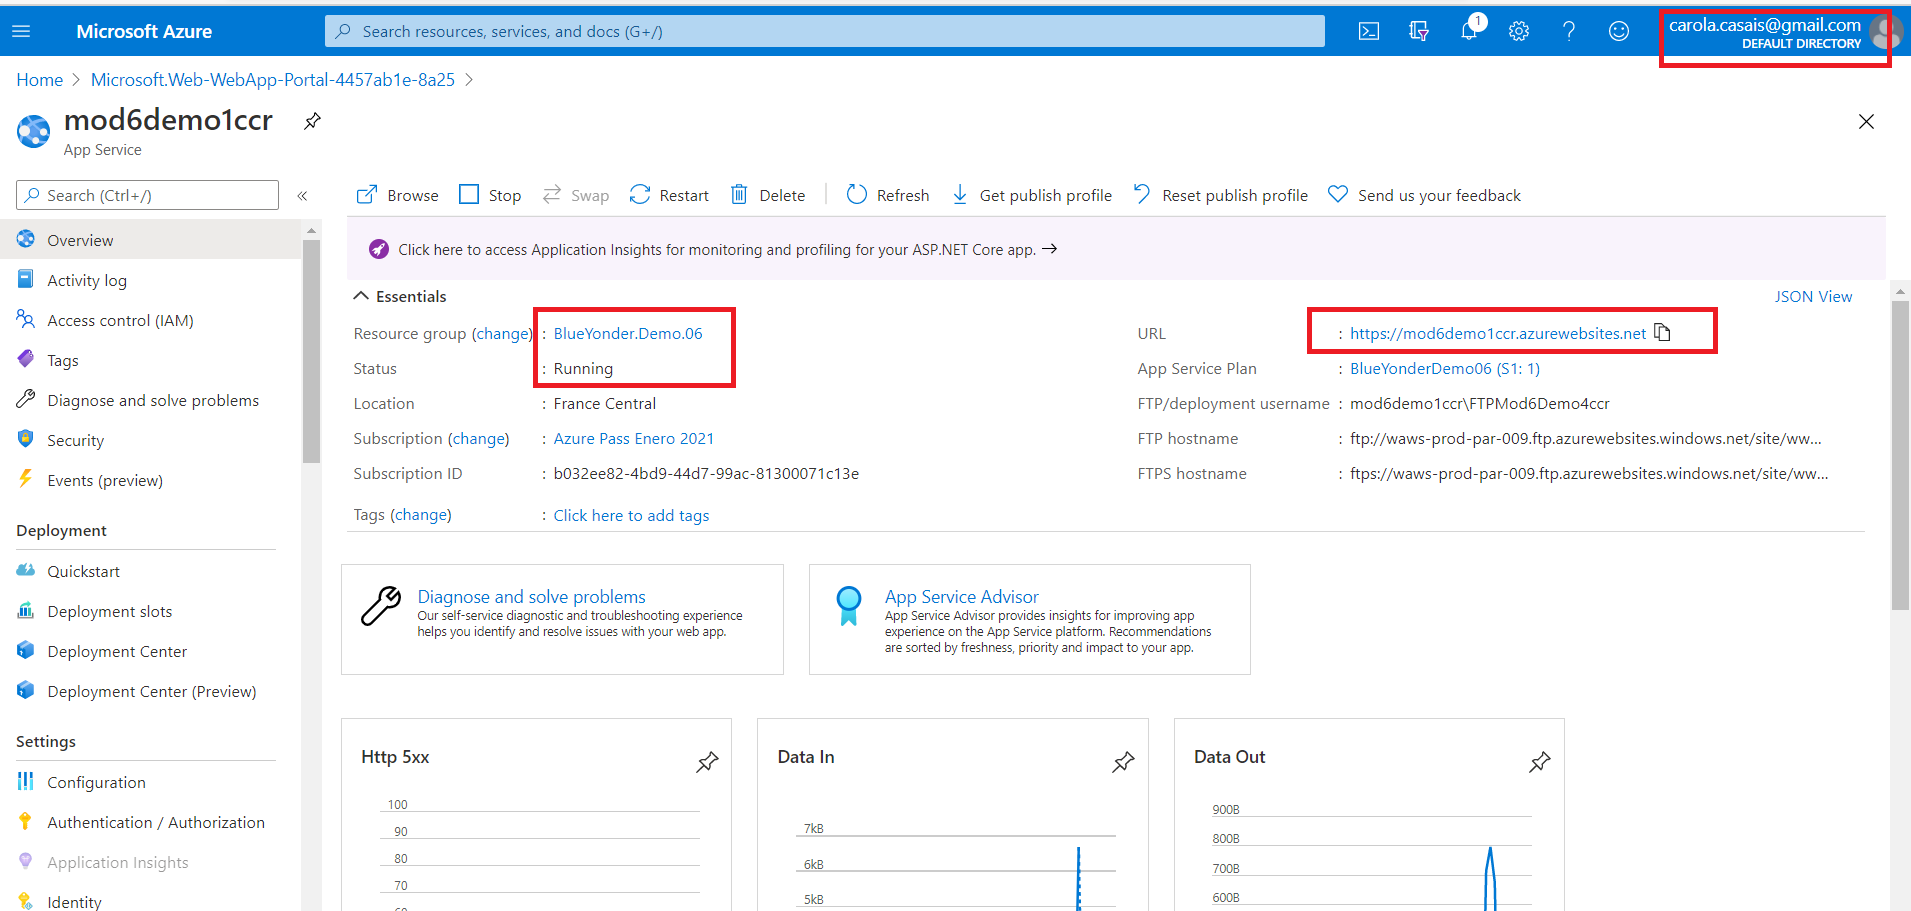 Microsoft Azure
Search resources, services, and docs (G+/)
1
carola.casais@gmail.com
DEFAULT DIRECTORY
Home > Microsoft.Web-WebApp-Portal-4457ab1e-8a25 >
mod6demo1ccr
App Service
Search (Ctrl+/)
«
Browse Stop Swap Restart Delete Refresh Get publish profile Reset publish profile Send us your feedback
Click here to access Application Insights for monitoring and profiling for your ASP.NET Core app. →
Overview
Activity log
Access control (IAM)
Tags
Diagnose and solve problems
Security
Events (preview)
Deployment
Quickstart
Deployment slots
Deployment Center
Deployment Center (Preview)
Settings
Configuration
Authentication / Authorization
Application Insights
Identity
Essentials
JSON View
Resource group (change) : BlueYonder.Demo.06
Status : Running
Location : France Central
Subscription (change) : Azure Pass Enero 2021
Subscription ID : b032ee82-4bd9-44d7-99ac-81300071c13e
Tags (change) : Click here to add tags
URL : https://mod6demo1ccr.azurewebsites.net
App Service Plan : BlueYonderDemo06 (S1: 1)
FTP/deployment username : mod6demo1ccr\FTPMod6Demo4ccr
FTP hostname : ftp://waws-prod-par-009.ftp.azurewebsites.windows.net/site/ww...
FTPS hostname : ftps://waws-prod-par-009.ftp.azurewebsites.windows.net/site/ww...
Diagnose and solve problems
Our self-service diagnostic and troubleshooting experience
helps you identify and resolve issues with your web app.
App Service Advisor
App Service Advisor provides insights for improving app
experience on the App Service platform. Recommendations
are sorted by freshness, priority and impact to your app.
Http 5xx
100
90
80
70
60
Data In
7kB
6kB
5kB
Data Out
900B
800B
700B
600B